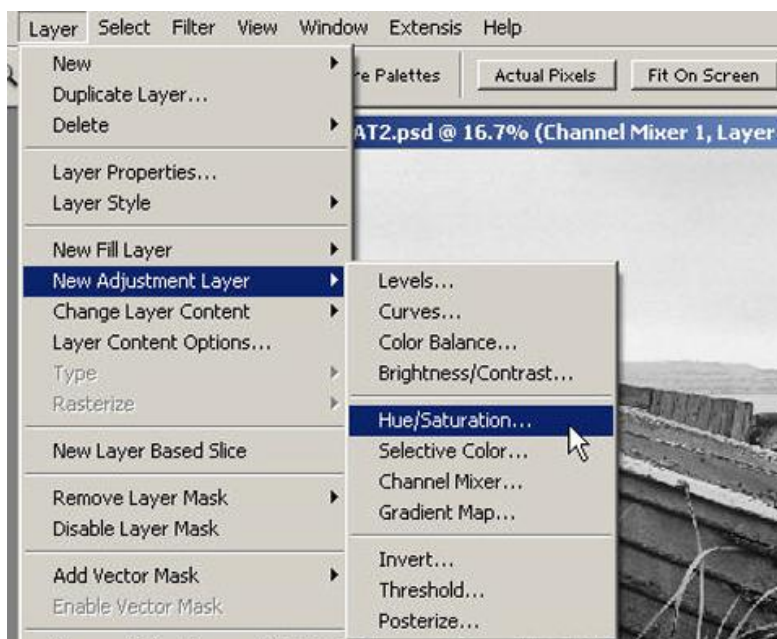 Layer Select Filter View Window Extensis Help
New
Duplicate Layer...
Delete
Layer Properties...
Layer Style
New Fill Layer
New Adjustment Layer
Change Layer Content
Layer Content Options...
Type
Rasterize
New Layer Based Slice
Remove Layer Mask
Disable Layer Mask
Add Vector Mask
Enable Vector Mask
Palettes Actual Pixels Fit On Screen
AT2.psd @ 16.7% (Channel Mixer 1, Layer
Levels...
Curves...
Color Balance...
Brightness/Contrast...
Hue/Saturation...
Selective Color...
Channel Mixer...
Gradient Map...
Invert...
Threshold...
Posterize...